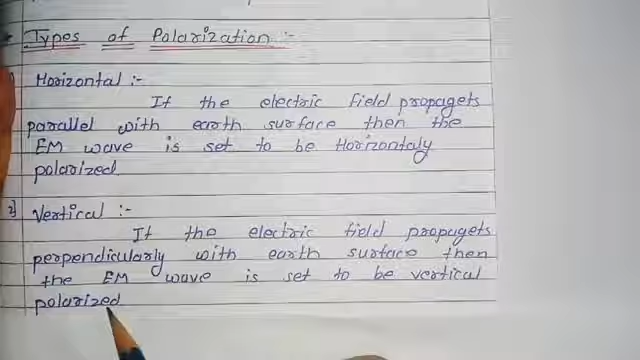 Types of Polarization :-
Horizontal :-
If the electric field propagets
parallel with earth surface then the
EM wave is set to be Horizontaly
polarized.
2) Vertical :-
It the electric field propagets
perpendicularly with earth surface then
the EM wave is set to be vertical
polarized